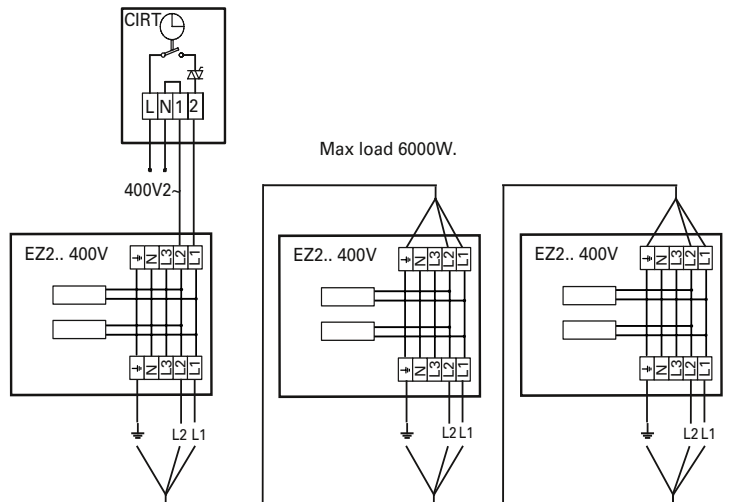 CIRT
L N 1 2
Max load 6000W.
400V2~
EZ2.. 400V
N L3 L2 L1
N L3 L2 L1
L2 L1
EZ2.. 400V
N L3 L2 L1
N L3 L2 L1
L2 L1
EZ2.. 400V
N L3 L2 L1
N L3 L2 L1
L2 L1